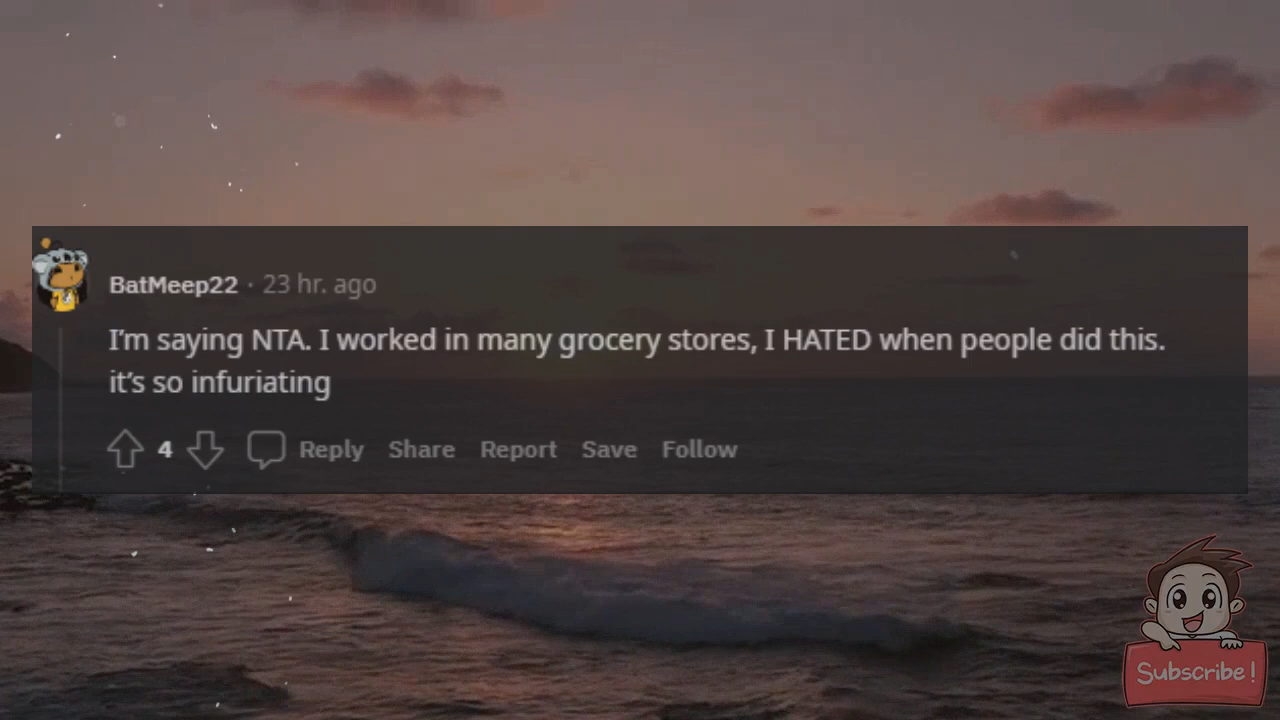 BatMeep22 · 23 hr. ago
I'm saying NTA. I worked in many grocery stores, I HATED when people did this.
it's so infuriating
4 Reply Share Report Save Follow
Subscribe!